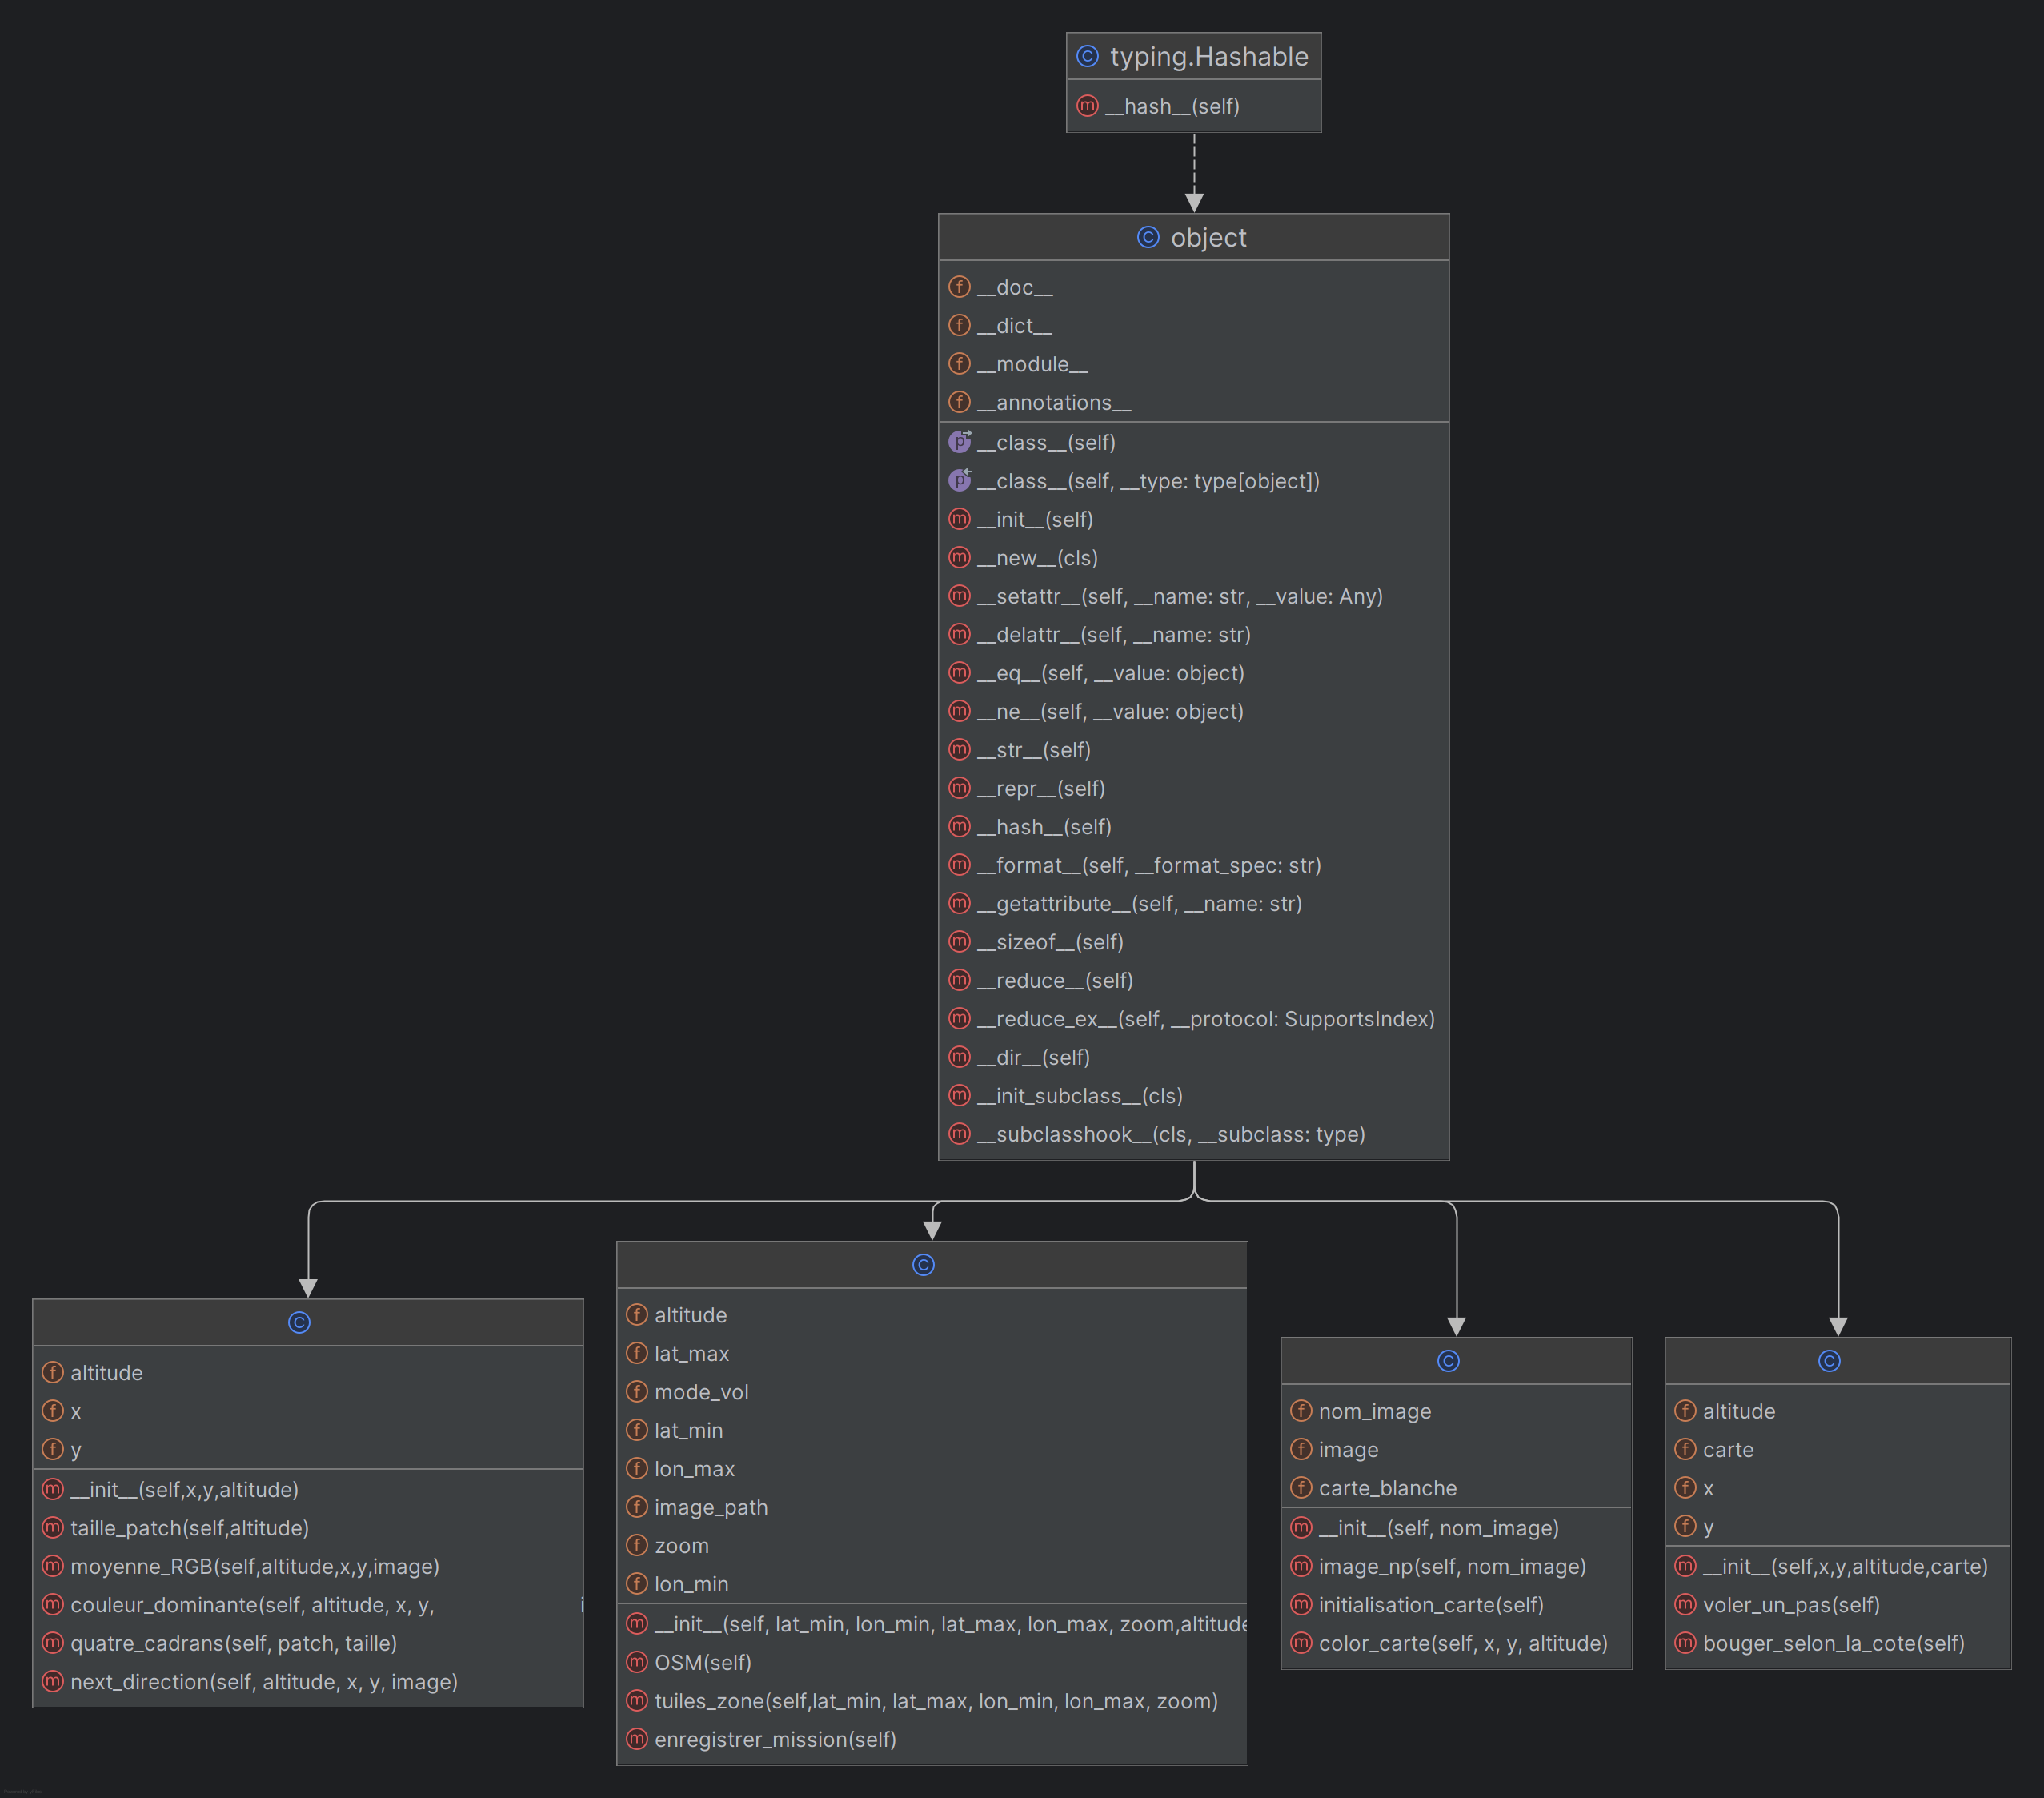 typing.Hashable
__hash__(self)
object
__doc__
__dict__
__module__
__annotations__
__class__(self)
__class__(self, __type: type[object])
__init__(self)
__new__(cls)
__setattr__(self, __name: str, __value: Any)
__delattr__(self, __name: str)
__eq__(self, __value: object)
__ne__(self, __value: object)
__str__(self)
__repr__(self)
__hash__(self)
__format__(self, __format_spec: str)
__getattribute__(self, __name: str)
__sizeof__(self)
__reduce__(self)
__reduce_ex__(self, __protocol: SupportsIndex)
__dir__(self)
__init_subclass__(cls)
__subclasshook__(cls, __subclass: type)
altitude
x
y
__init__(self,x,y,altitude)
taille_patch(self,altitude)
moyenne_RGB(self,altitude,x,y,image)
couleur_dominante(self, altitude, x, y,
quatre_cadrans(self, patch, taille)
next_direction(self, altitude, x, y, image)
altitude
lat_max
mode_vol
lat_min
lon_max
image_path
zoom
lon_min
__init__(self, lat_min, lon_min, lat_max, lon_max, zoom,altitude
OSM(self)
tuiles_zone(self,lat_min, lat_max, lon_min, lon_max, zoom)
enregistrer_mission(self)
nom_image
image
carte_blanche
__init__(self, nom_image)
image_np(self, nom_image)
initialisation_carte(self)
color_carte(self, x, y, altitude)
altitude
carte
x
y
__init__(self,x,y,altitude,carte)
voler_un_pas(self)
bouger_selon_la_cote(self)